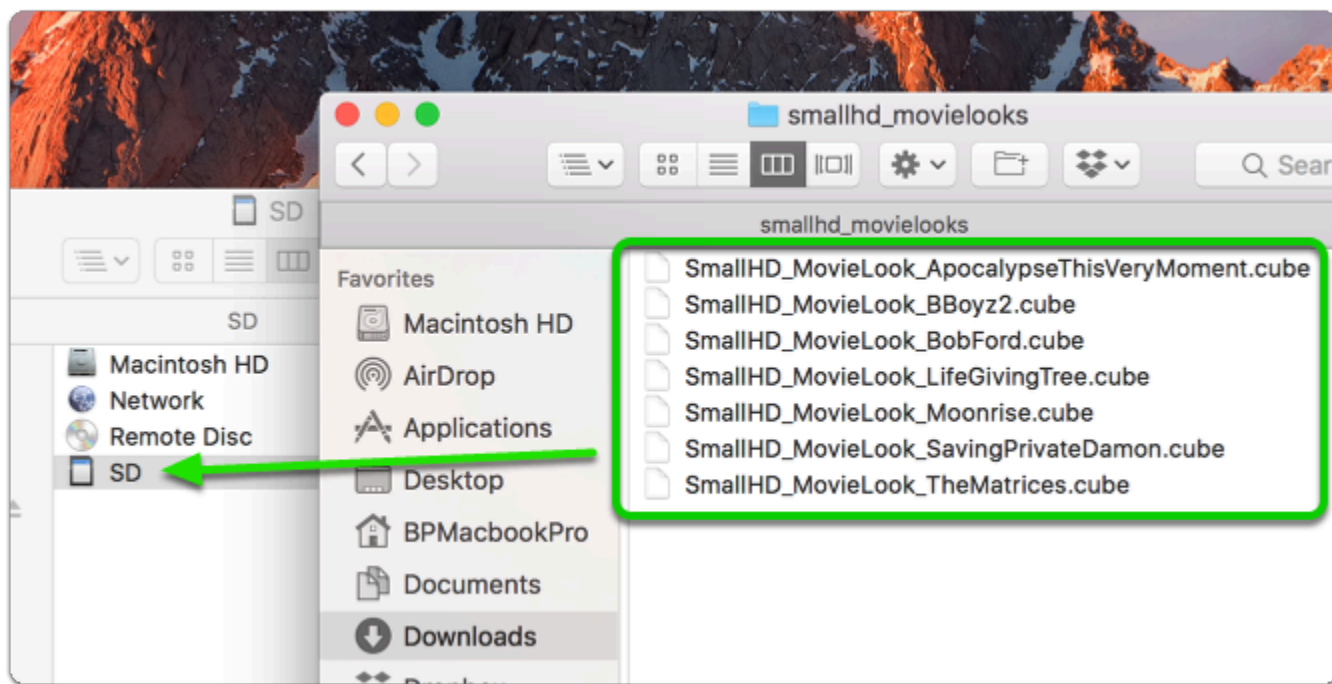 smallhd_movielooks
Sear
smallhd_movielooks
SD
SD
Macintosh HD
Network
Remote Disc
SD
Favorites
Macintosh HD
AirDrop
Applications
Desktop
BPMacbookPro
Documents
Downloads
Dropbox
SmallHD_MovieLook_ApocalypseThisVeryMoment.cube
SmallHD_MovieLook_BBoyz2.cube
SmallHD_MovieLook_BobFord.cube
SmallHD_MovieLook_LifeGivingTree.cube
SmallHD_MovieLook_Moonrise.cube
SmallHD_MovieLook_SavingPrivateDamon.cube
SmallHD_MovieLook_TheMatrices.cube